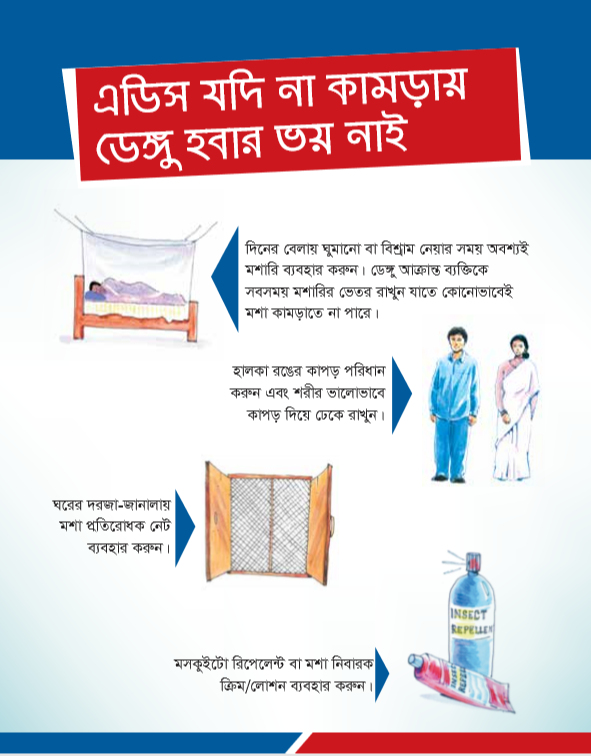 এডিস যদি না কামড়ায়
ডেঙ্গু হবার ভয় নাই
দিনের বেলায় ঘুমানো বা বিশ্রাম নেয়ার সময় অবশ্যই
মশারি ব্যবহার করুন। ডেঙ্গু আক্রান্ত ব্যক্তিকে
সবসময় মশারির ভেতর রাখুন যাতে কোনোভাবেই
মশা কামড়াতে না পারে।
হালকা রঙের কাপড় পরিধান
করুন এবং শরীর ভালোভাবে
কাপড় দিয়ে ঢেকে রাখুন।
ঘরের দরজা-জানালায়
মশা প্রতিরোধক নেট
ব্যবহার করুন।
INSECT
REPELLENT
মসকুইটো রিপেলেন্ট বা মশা নিবারক
ক্রিম/লোশন ব্যবহার করুন।